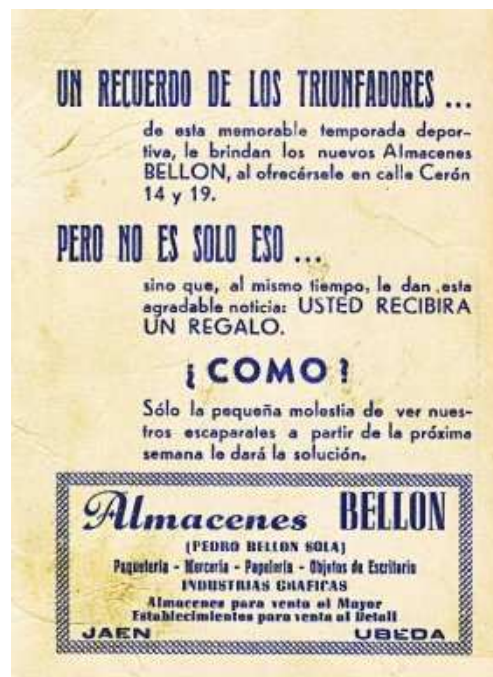 UN RECUERDO DE LOS TRIUNFADORES ...
de esta memorable temporada depor-
tiva, le brindan los nuevos Almacenes
BELLON, al ofrecérsele en calle Cerón
14 y 19.
PERO NO ES SOLO ESO ...
sino que, al mismo tiempo, le dan esta
agradable noticia: USTED RECIBIRA
UN REGALO.
¿COMO?
Sólo la pequeña molestia de ver nues-
tros escaparates a partir de la próxima
semana le dará la solución.
Almacenes BELLON
(PEDRO BELLON SOLA)
Paquetería - Mercería - Papelería - Objetos de Escritorio
INDUSTRIAS GRAFICAS
Almacenes para venta al Mayor
Establecimientos para venta al Detall
JAEN UBEDA